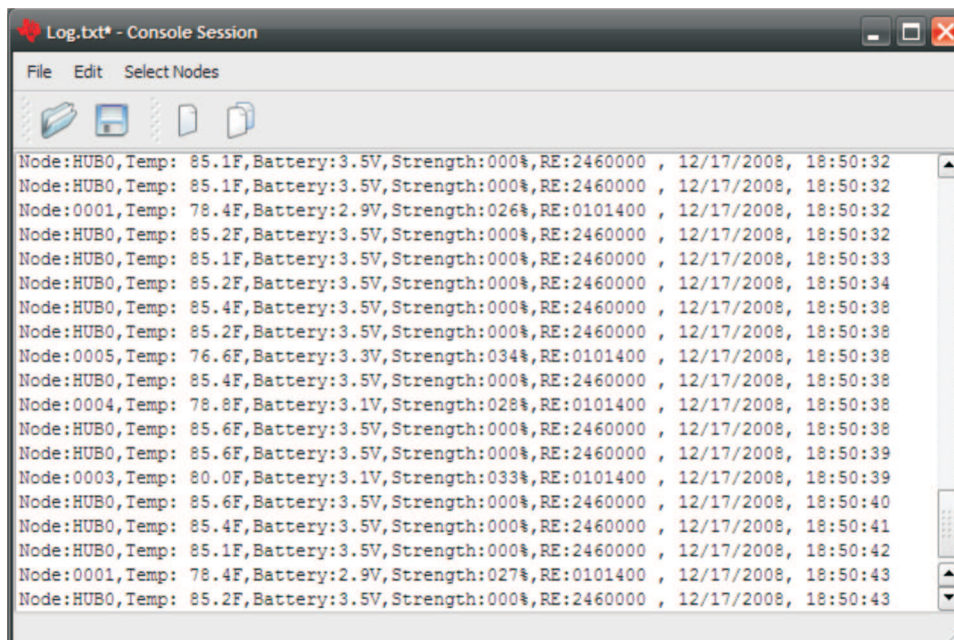 Log.txt* - Console Session
File Edit Select Nodes
Node:HUB0,Temp: 85.1F,Battery:3.5V,Strength:000%,RE:2460000 , 12/17/2008, 18:50:32
Node:HUB0,Temp: 85.1F,Battery:3.5V,Strength:000%,RE:2460000 , 12/17/2008, 18:50:32
Node:0001,Temp: 78.4F,Battery:2.9V,Strength:026%,RE:0101400 , 12/17/2008, 18:50:32
Node:HUB0,Temp: 85.2F,Battery:3.5V,Strength:000%,RE:2460000 , 12/17/2008, 18:50:32
Node:HUB0,Temp: 85.1F,Battery:3.5V,Strength:000%,RE:2460000 , 12/17/2008, 18:50:33
Node:HUB0,Temp: 85.2F,Battery:3.5V,Strength:000%,RE:2460000 , 12/17/2008, 18:50:34
Node:HUB0,Temp: 85.4F,Battery:3.5V,Strength:000%,RE:2460000 , 12/17/2008, 18:50:38
Node:HUB0,Temp: 85.2F,Battery:3.5V,Strength:000%,RE:2460000 , 12/17/2008, 18:50:38
Node:0005,Temp: 76.6F,Battery:3.3V,Strength:034%,RE:0101400 , 12/17/2008, 18:50:38
Node:HUB0,Temp: 85.4F,Battery:3.5V,Strength:000%,RE:2460000 , 12/17/2008, 18:50:38
Node:0004,Temp: 78.8F,Battery:3.1V,Strength:028%,RE:0101400 , 12/17/2008, 18:50:38
Node:HUB0,Temp: 85.6F,Battery:3.5V,Strength:000%,RE:2460000 , 12/17/2008, 18:50:38
Node:HUB0,Temp: 85.6F,Battery:3.5V,Strength:000%,RE:2460000 , 12/17/2008, 18:50:39
Node:0003,Temp: 80.0F,Battery:3.1V,Strength:033%,RE:0101400 , 12/17/2008, 18:50:39
Node:HUB0,Temp: 85.6F,Battery:3.5V,Strength:000%,RE:2460000 , 12/17/2008, 18:50:40
Node:HUB0,Temp: 85.4F,Battery:3.5V,Strength:000%,RE:2460000 , 12/17/2008, 18:50:41
Node:HUB0,Temp: 85.1F,Battery:3.5V,Strength:000%,RE:2460000 , 12/17/2008, 18:50:42
Node:0001,Temp: 78.4F,Battery:2.9V,Strength:027%,RE:0101400 , 12/17/2008, 18:50:43
Node:HUB0,Temp: 85.2F,Battery:3.5V,Strength:000%,RE:2460000 , 12/17/2008, 18:50:43